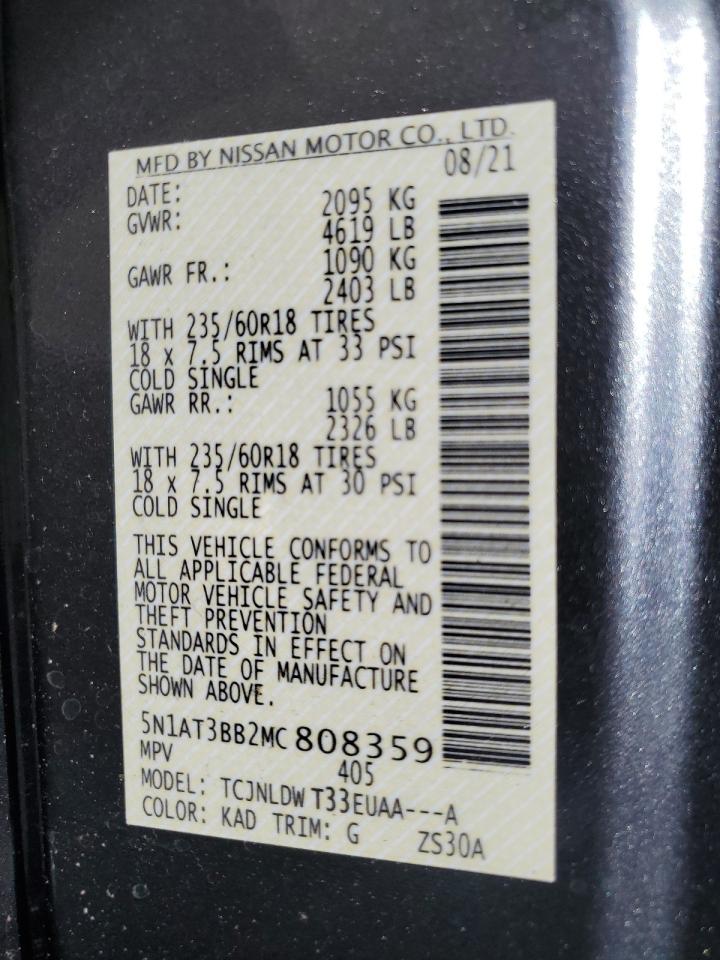 MFD BY NISSAN MOTOR CO., LTD.
DATE: 08/21
GVWR: 2095 KG
4619 LB
GAWR FR.: 1090 KG
2403 LB
WITH 235/60R18 TIRES
18 x 7.5 RIMS AT 33 PSI
COLD SINGLE
GAWR RR.: 1055 KG
2326 LB
WITH 235/60R18 TIRES
18 x 7.5 RIMS AT 30 PSI
COLD SINGLE
THIS VEHICLE CONFORMS TO
ALL APPLICABLE FEDERAL
MOTOR VEHICLE SAFETY AND
THEFT PREVENTION
STANDARDS IN EFFECT ON
THE DATE OF MANUFACTURE
SHOWN ABOVE.
5N1AT3BB2MC 808359
MPV 405
MODEL: TCJNLDW T33EUAA---A
COLOR: KAD TRIM: G ZS30A